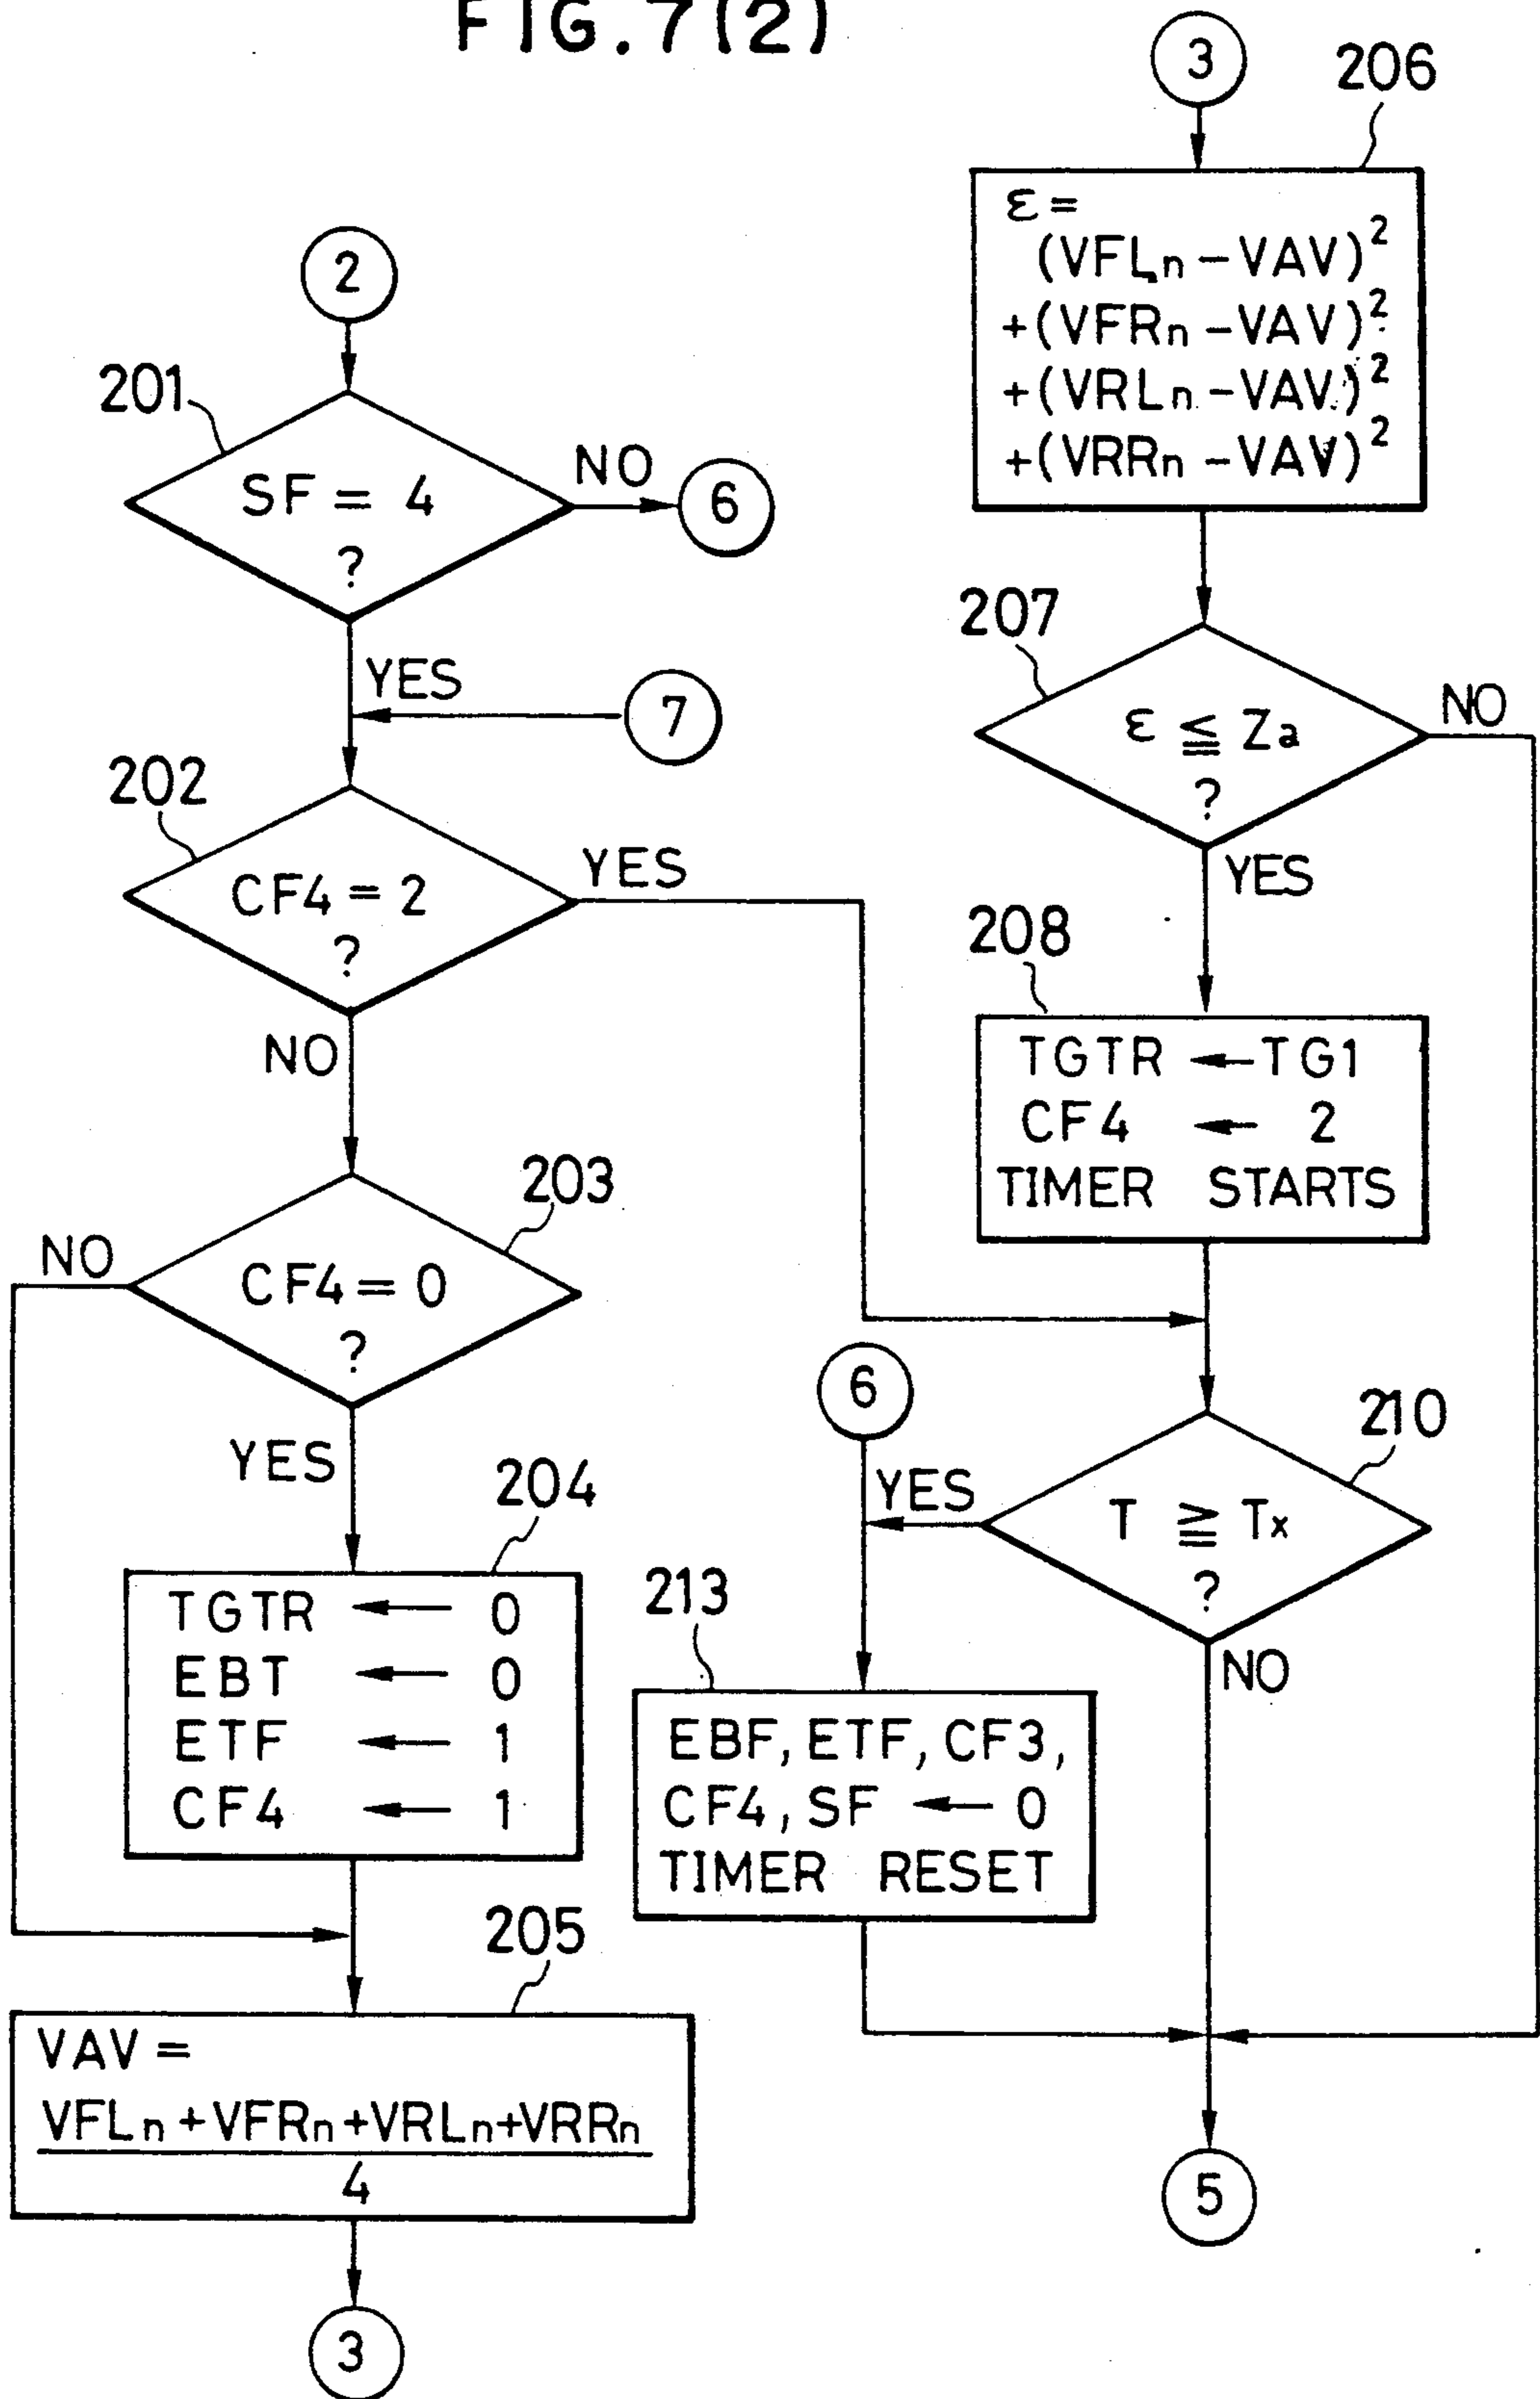 FIG.7(2)
2
201
SF = 4
?
NO
6
YES
7
202
CF4 = 2
?
YES
NO
203
CF4 = 0
?
NO
YES
204
TGTR ← 0
EBT ← 0
ETF ← 1
CF4 ← 1
205
VAV =
VFLn + VFRn + VRLn + VRRn
4
3
3
206
ε =
(VFLn - VAV)²
+(VFRn - VAV)²
+(VRLn - VAV)²
+(VRRn - VAV)²
207
ε ≦ Za
?
NO
YES
208
TGTR ← TG1
CF4 ← 2
TIMER STARTS
6
210
T ≧ Tx
?
YES
NO
213
EBF, ETF, CF3,
CF4, SF ← 0
TIMER RESET
5